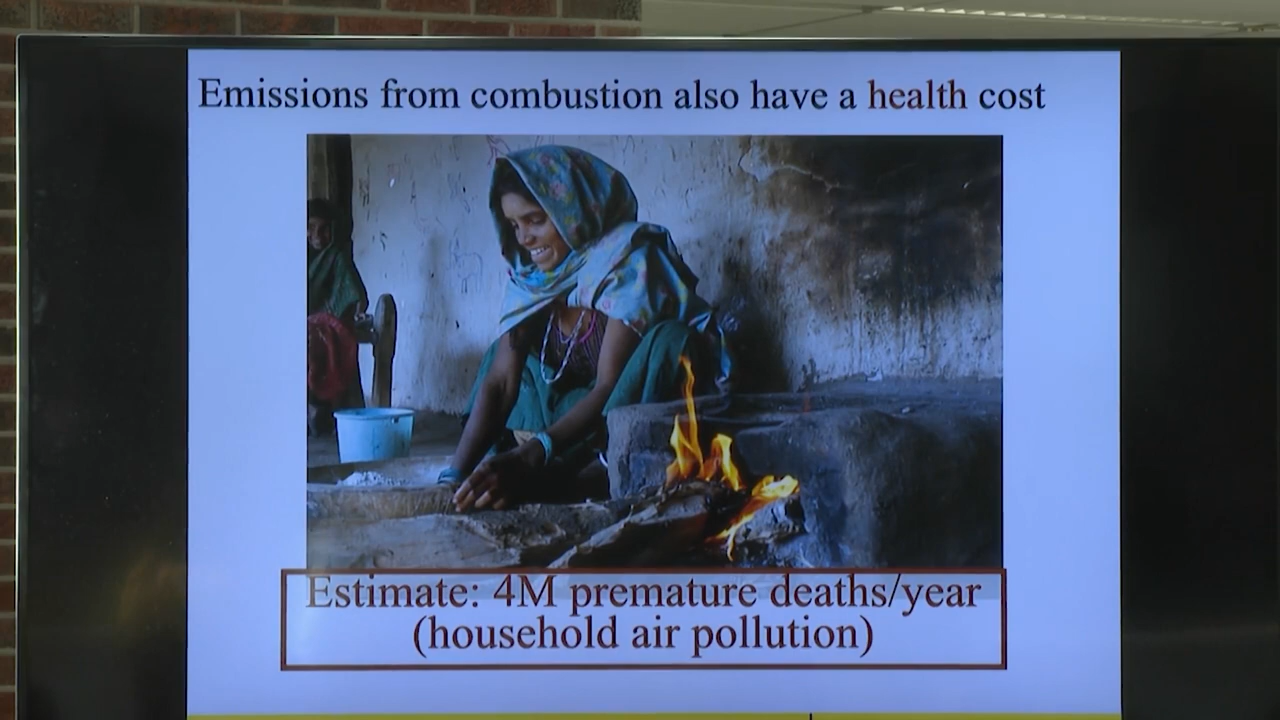 Emissions from combustion also have a health cost
Estimate: 4M premature deaths/year
(household air pollution)